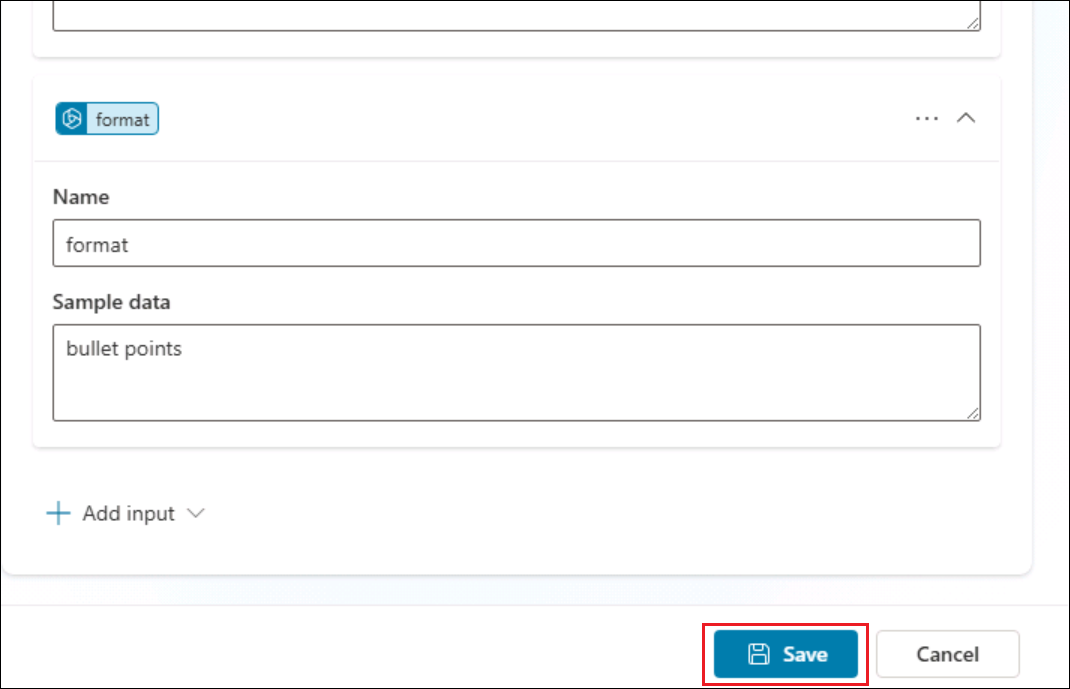 format
Name
format
Sample data
bullet points
Add input
Save
Cancel